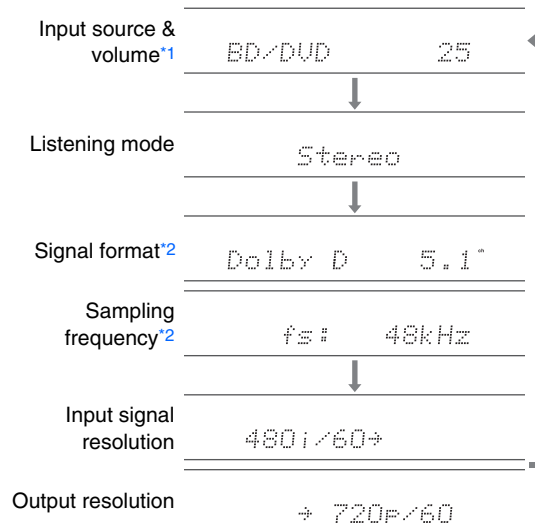 Input source &
volume*1
BD/DVD 25
Listening mode
Stereo
Signal format*2
Dolby D 5.1ch
Sampling
frequency*2
fs: 48kHz
Input signal
resolution
480i/60→
Output resolution
→ 720p/60